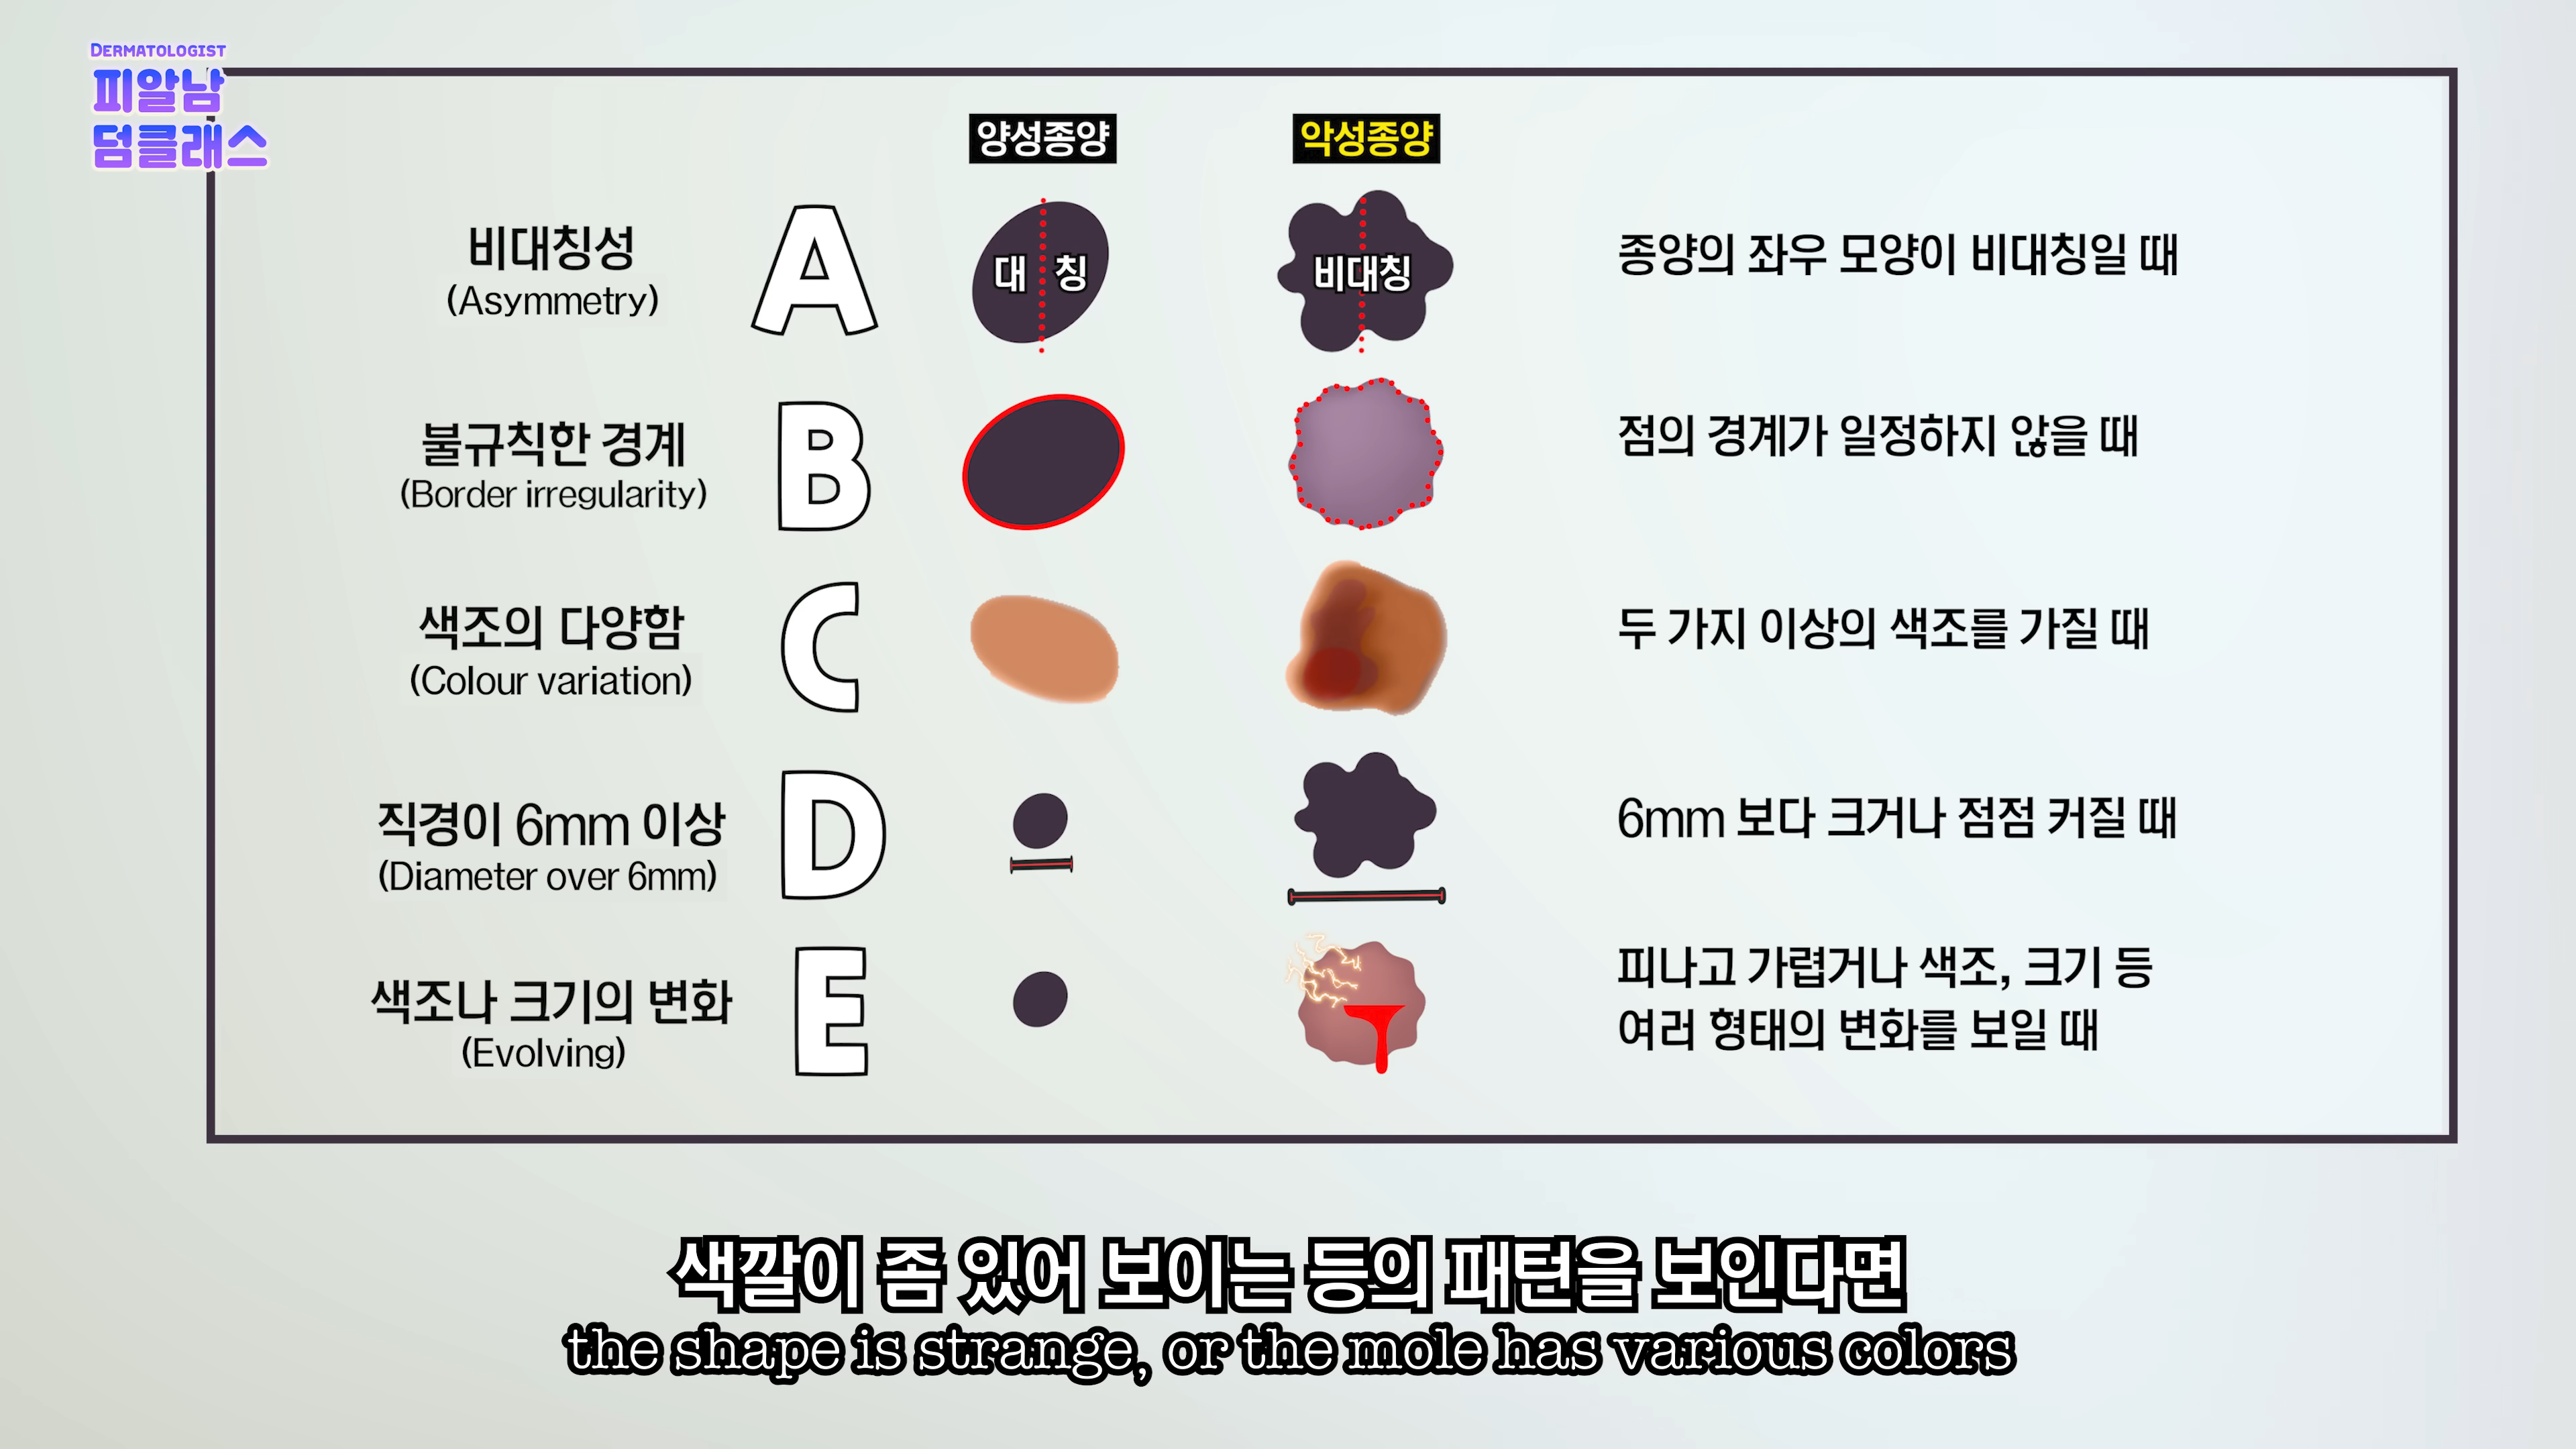 DERMATOLOGIST
피알남
덤클래스
양성종양
악성종양
비대칭성
(Asymmetry)
A
대 칭
비대칭
종양의 좌우 모양이 비대칭일 때
불규칙한 경계
(Border irregularity)
B
점의 경계가 일정하지 않을 때
색조의 다양함
(Colour variation)
C
두 가지 이상의 색조를 가질 때
직경이 6mm 이상
(Diameter over 6mm)
D
6mm 보다 크거나 점점 커질 때
색조나 크기의 변화
(Evolving)
E
피나고 가렵거나 색조, 크기 등
여러 형태의 변화를 보일 때
색깔이 좀 있어 보이는 등의 패턴을 보인다면
the shape is strange, or the mole has various colors